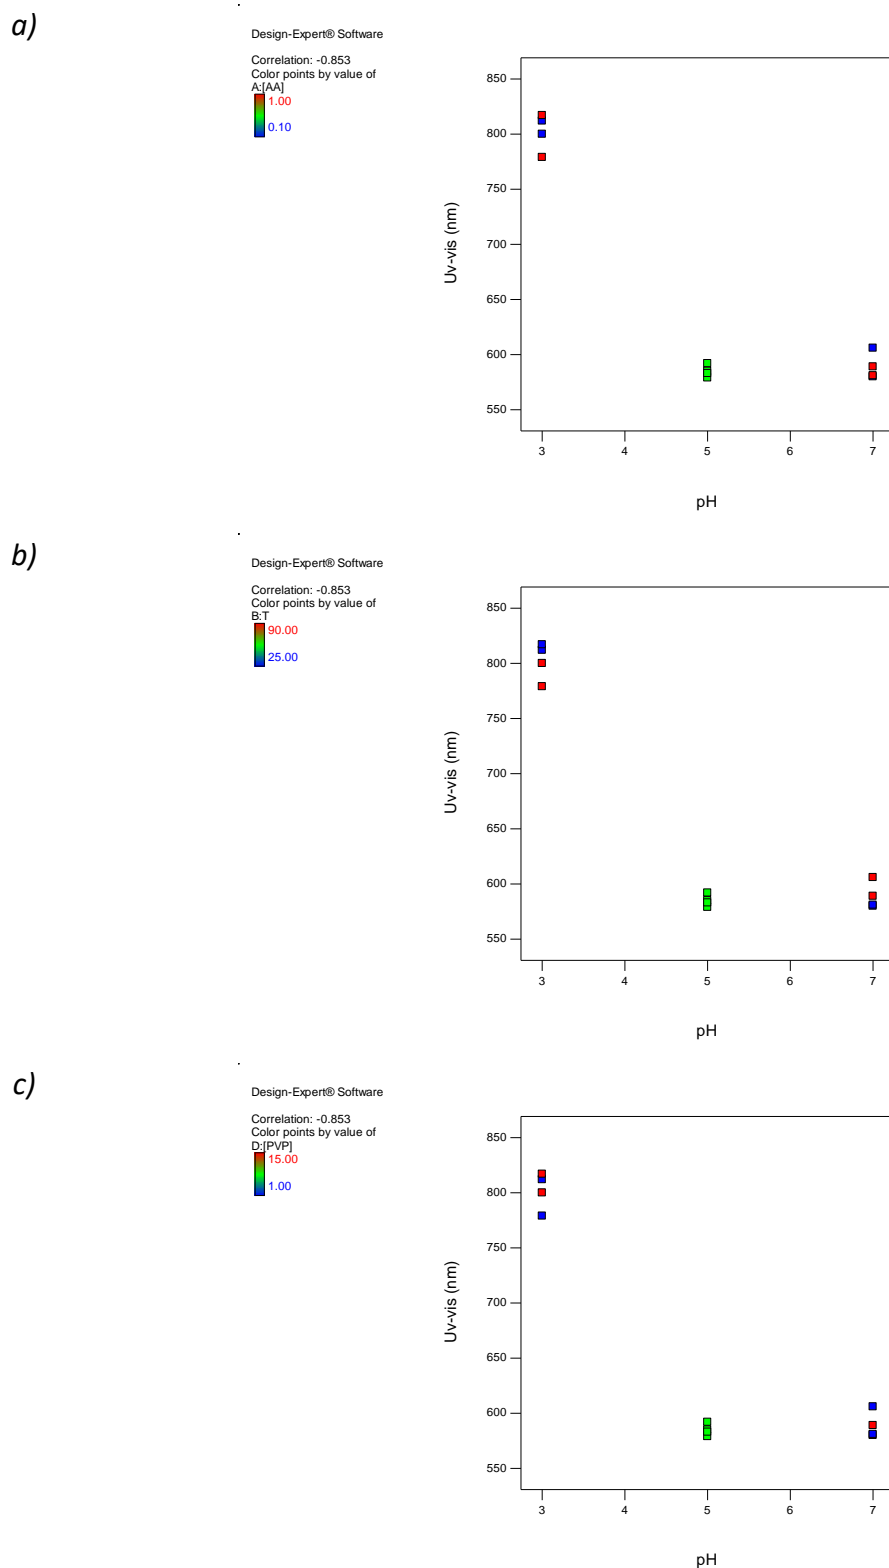 a)
Design-Expert® Software
Correlation: -0.853
Color points by value of
A:[AA]
1.00
0.10
850
800
750
700
650
600
550
Uv-vis (nm)
3 4 5 6 7
pH
b)
Design-Expert® Software
Correlation: -0.853
Color points by value of
B:T
90.00
25.00
850
800
750
700
650
600
550
Uv-vis (nm)
3 4 5 6 7
pH
c)
Design-Expert® Software
Correlation: -0.853
Color points by value of
D:[PVP]
15.00
1.00
850
800
750
700
650
600
550
Uv-vis (nm)
3 4 5 6 7
pH